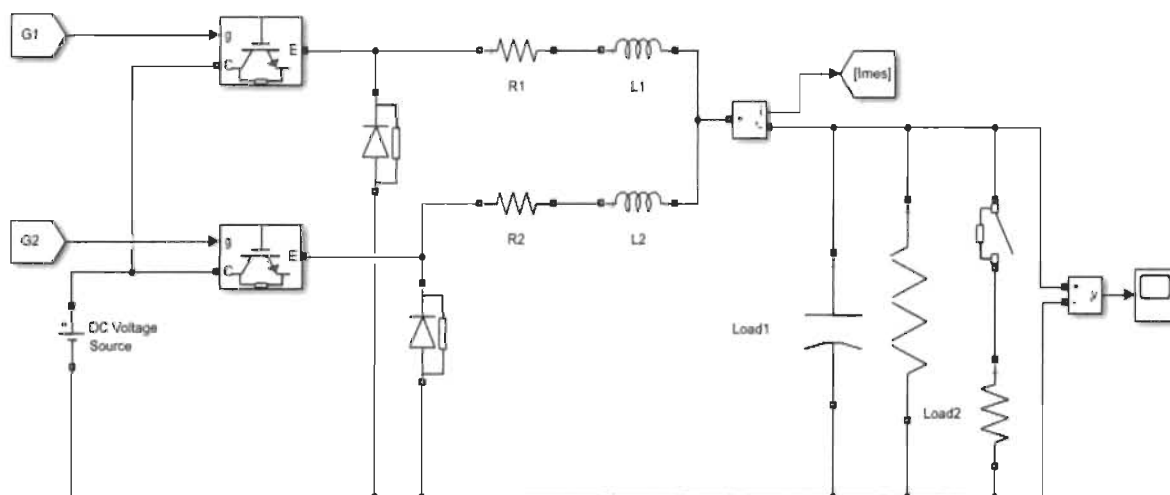 G1
g
C
E
R1
L1
[Imes]
i
+
-
G2
g
C
E
R2
L2
+
DC Voltage
Source
Load1
Load2
+
-
v